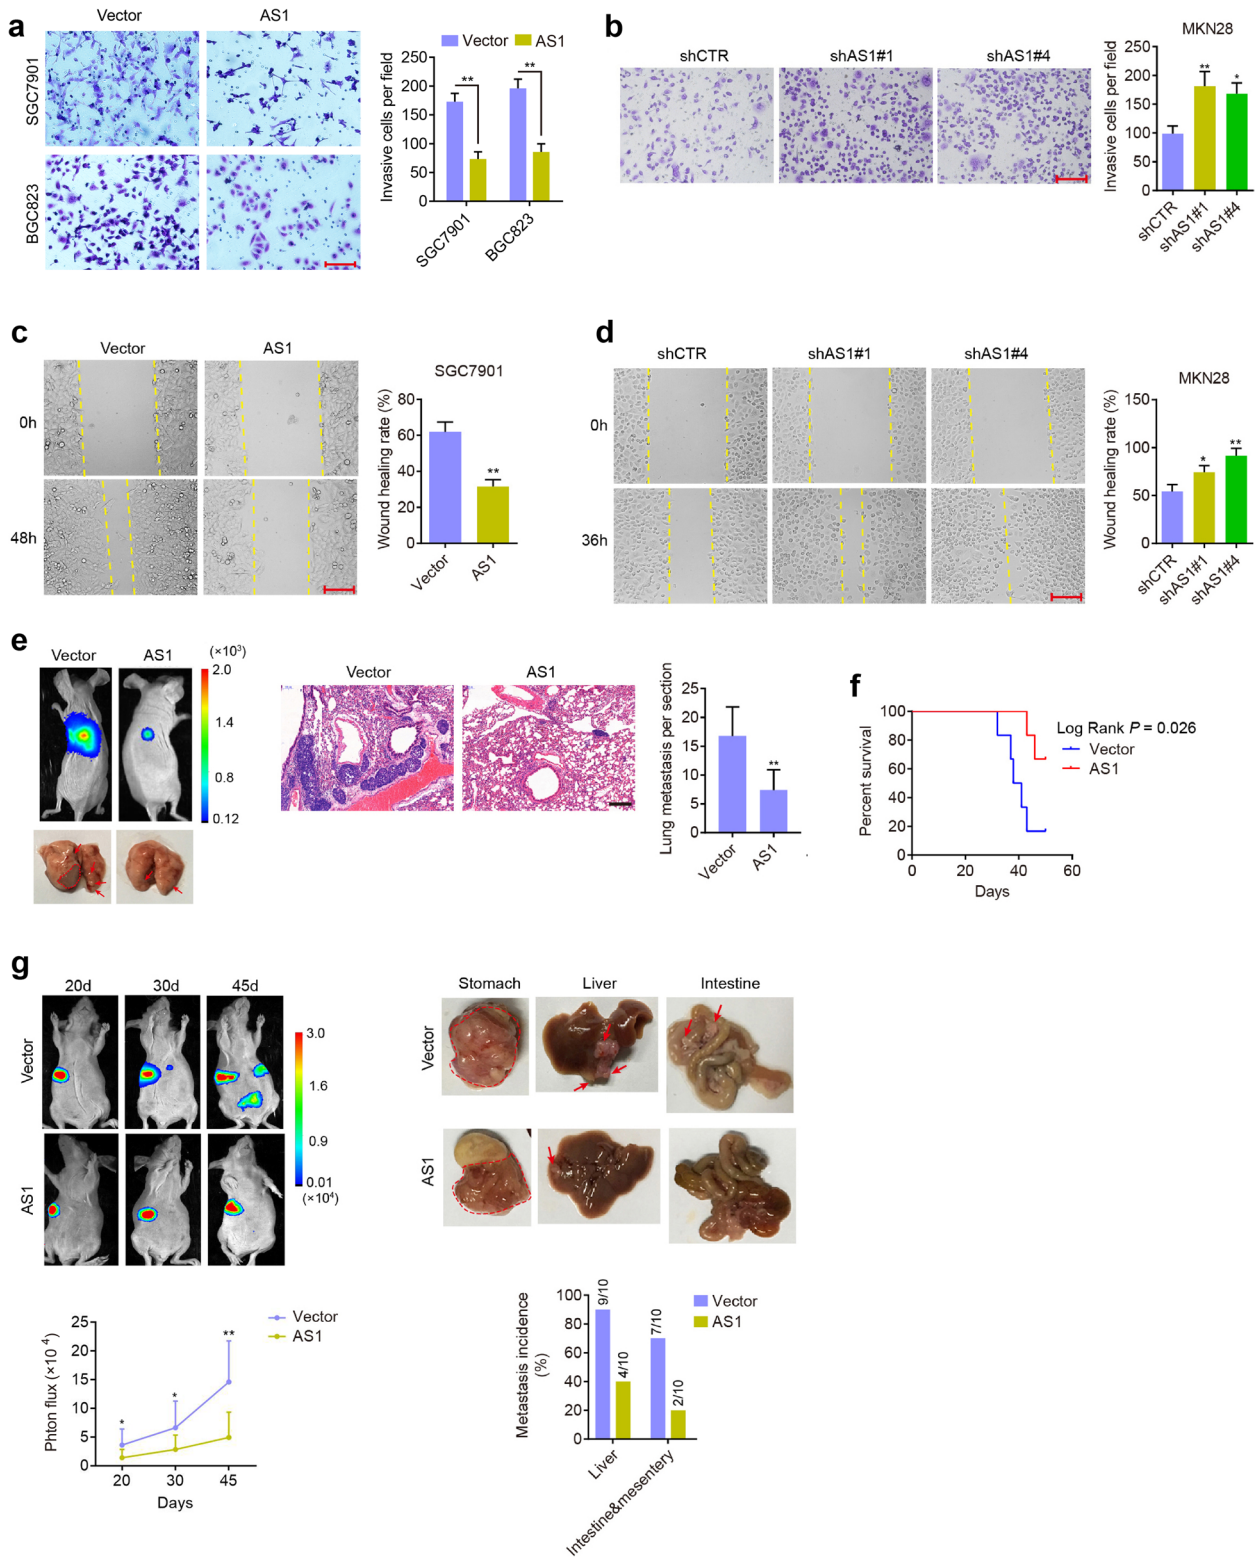 a
Vector
AS1
SGC7901
BGC823
Vector
AS1
Invasive cells per field
250
200
150
100
50
0
**
**
SGC7901
BGC823
b
shCTR
shAS1#1
shAS1#4
MKN28
Invasive cells per field
250
200
150
100
50
0
**
*
shCTR
shAS1#1
shAS1#4
c
Vector
AS1
0h
48h
SGC7901
Wound healing rate (%)
80
60
40
20
0
**
Vector
AS1
d
shCTR
shAS1#1
shAS1#4
0h
36h
MKN28
Wound healing rate (%)
150
100
50
0
*
**
shCTR
shAS1#1
shAS1#4
e
Vector
AS1
(×10³)
2.0
1.4
0.8
0.12
Vector
AS1
Lung metastasis per section
25
20
15
10
5
0
**
Vector
AS1
f
Percent survival
100
80
60
40
20
0
0
20
40
60
Days
Log Rank P = 0.026
Vector
AS1
g
20d
30d
45d
Vector
AS1
3.0
1.6
0.9
0.01
(×10⁴)
Stomach
Liver
Intestine
Vector
AS1
Phton flux (×10⁴)
25
20
15
10
5
0
*
*
**
20
30
45
Days
Vector
AS1
Metastasis incidence
(%)
100
80
60
40
20
0
9/10
4/10
7/10
2/10
Liver
Intestine&mesentery
Vector
AS1